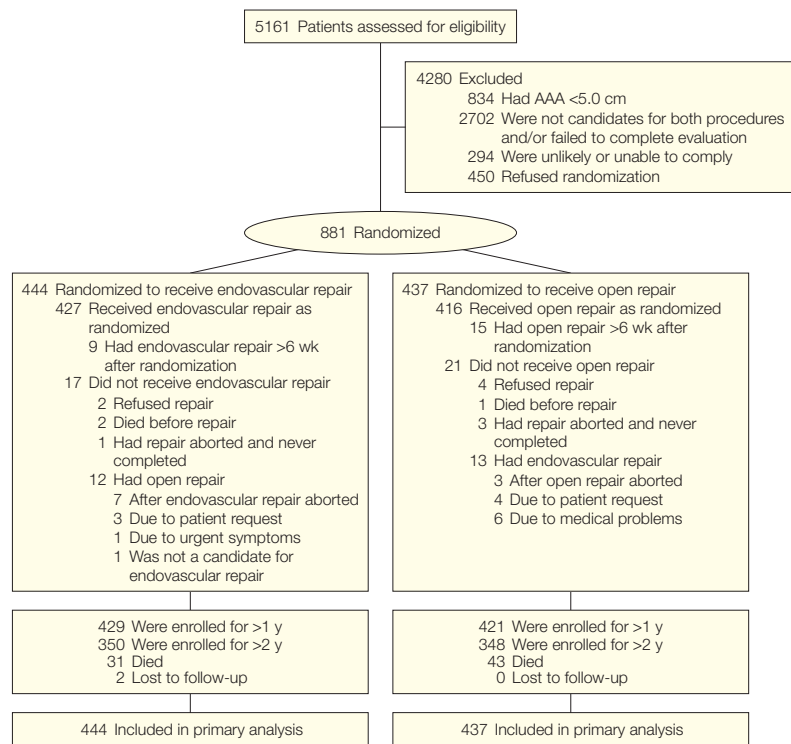 5161 Patients assessed for eligibility
4280 Excluded
834 Had AAA <5.0 cm
2702 Were not candidates for both procedures
and/or failed to complete evaluation
294 Were unlikely or unable to comply
450 Refused randomization
881 Randomized
444 Randomized to receive endovascular repair
427 Received endovascular repair as
randomized
9 Had endovascular repair >6 wk
after randomization
17 Did not receive endovascular repair
2 Refused repair
2 Died before repair
1 Had repair aborted and never
completed
12 Had open repair
7 After endovascular repair aborted
3 Due to patient request
1 Due to urgent symptoms
1 Was not a candidate for
endovascular repair
437 Randomized to receive open repair
416 Received open repair as randomized
15 Had open repair >6 wk after
randomization
21 Did not receive open repair
4 Refused repair
1 Died before repair
3 Had repair aborted and never
completed
13 Had endovascular repair
3 After open repair aborted
4 Due to patient request
6 Due to medical problems
429 Were enrolled for >1 y
350 Were enrolled for >2 y
31 Died
2 Lost to follow-up
421 Were enrolled for >1 y
348 Were enrolled for >2 y
43 Died
0 Lost to follow-up
444 Included in primary analysis
437 Included in primary analysis